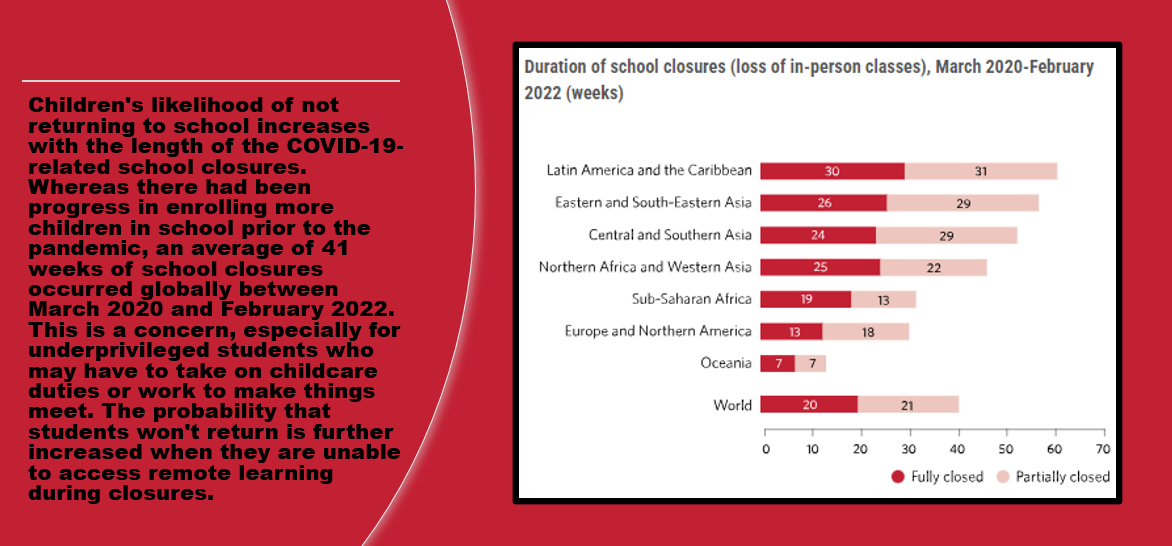 Children's likelihood of not
returning to school increases
with the length of the COVID-19-
related school closures.
Whereas there had been
progress in enrolling more
children in school prior to the
pandemic, an average of 41
weeks of school closures
occurred globally between
March 2020 and February 2022.
This is a concern, especially for
underprivileged students who
may have to take on childcare
duties or work to make things
meet. The probability that
students won't return is further
increased when they are unable
to access remote learning
during closures.
Duration of school closures (loss of in-person classes), March 2020-February
2022 (weeks)
Latin America and the Caribbean 30 31
Eastern and South-Eastern Asia 26 29
Central and Southern Asia 24 29
Northern Africa and Western Asia 25 22
Sub-Saharan Africa 19 13
Europe and Northern America 13 18
Oceania 7 7
World 20 21
0 10 20 30 40 50 60 70
Fully closed Partially closed